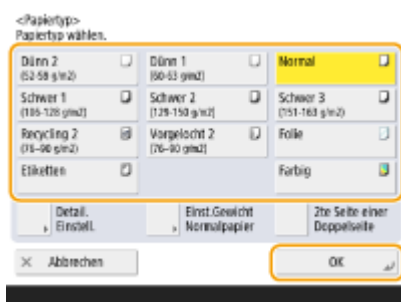 <Papiertyp>
Papiertyp wählen.
Dünn 2
(52-59 g/m2)
Dünn 1
(60-63 g/m2)
Normal
Schwer 1
(106-128 g/m2)
Schwer 2
(129-150 g/m2)
Schwer 3
(151-163 g/m2)
Recycling 2
(76-90 g/m2)
Vorgelocht 2
(76-90 g/m2)
Folie
Etiketten
Farbig
Detail.
Einstell.
Einst.Gewicht
Normalpapier
2te Seite einer
Doppelseite
Abbrechen
OK